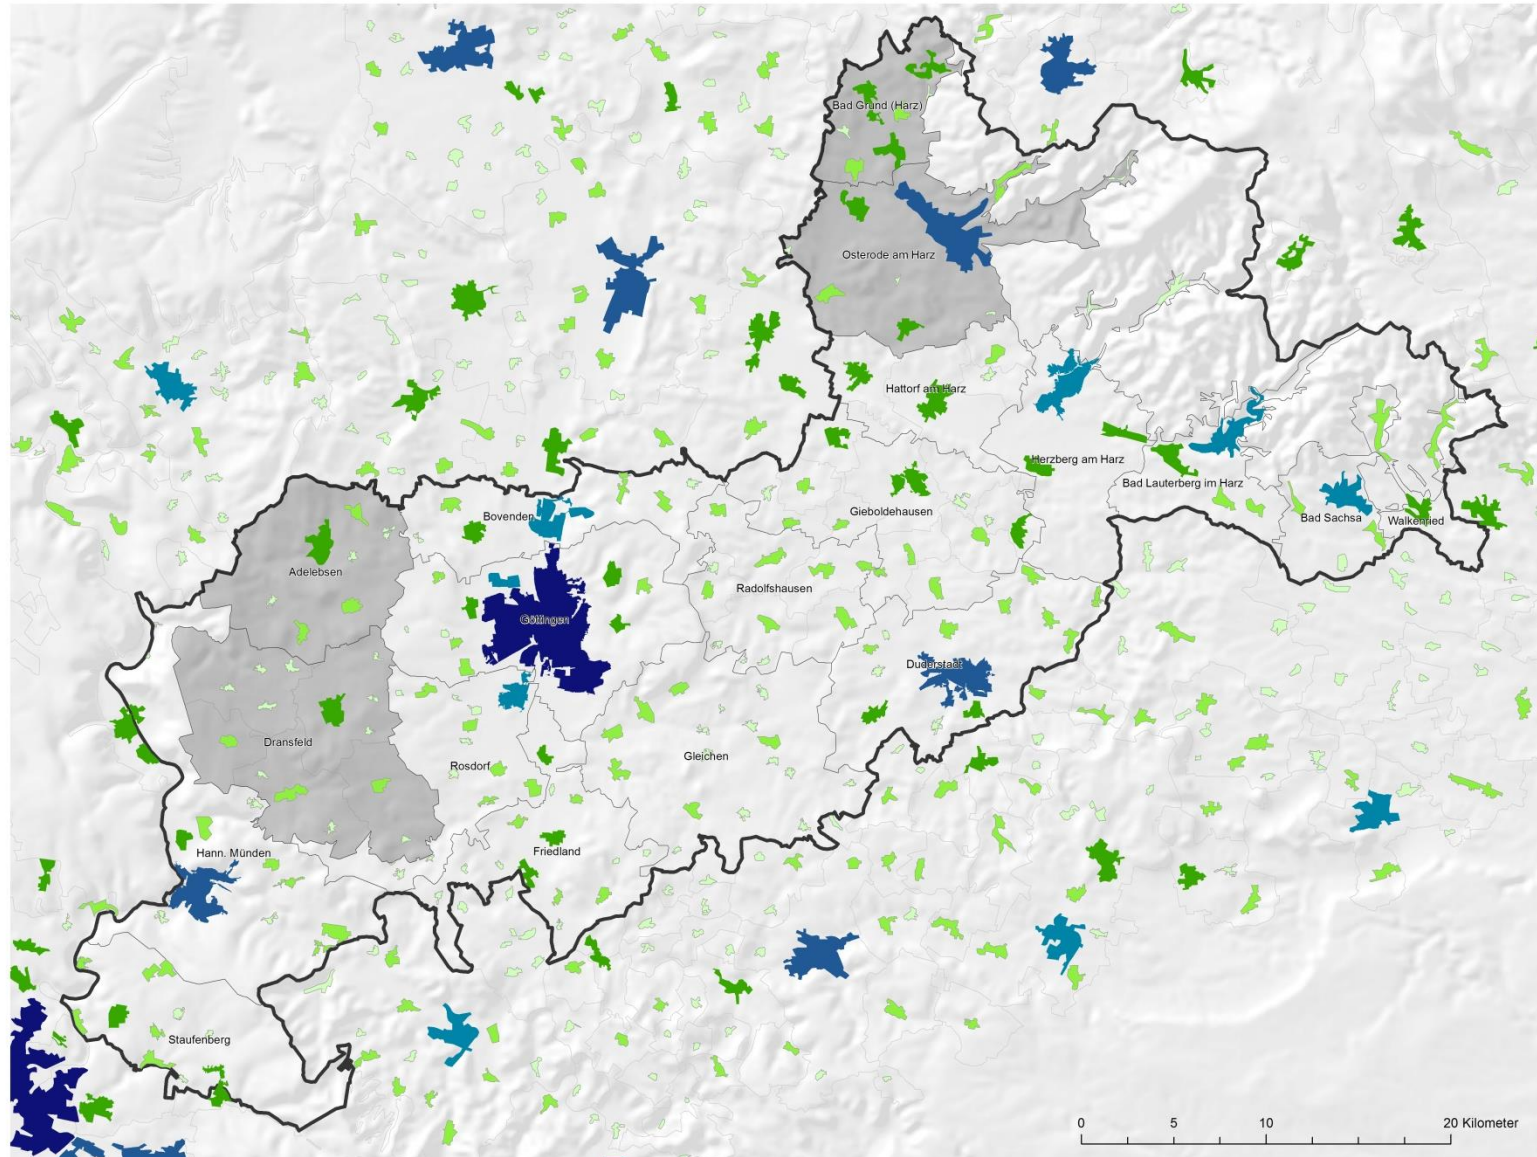 Bad Grund (Harz)
Osterode am Harz
Hattorf am Harz
Herzberg am Harz
Bad Lauterberg im Harz
Gieboldehausen
Bovenden
Bad Sachsa
Walkenried
Adelebsen
Radolfshausen
Göttingen
Duderstadt
Dransfeld
Gleichen
Rosdorf
Friedland
Hann. Münden
Staufenberg
0 5 10 20 Kilometer